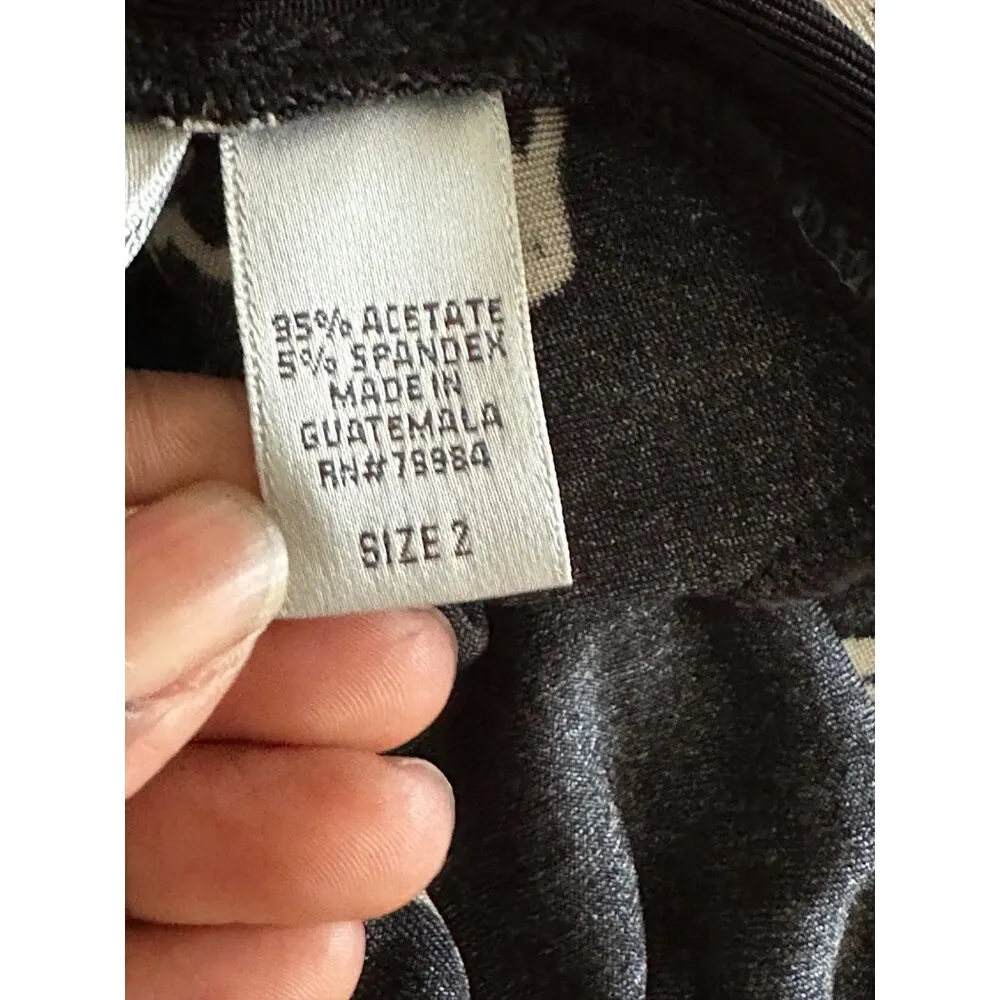 95% ACETATE
5% SPANDEX
MADE IN
GUATEMALA
RN#79984
SIZE 2